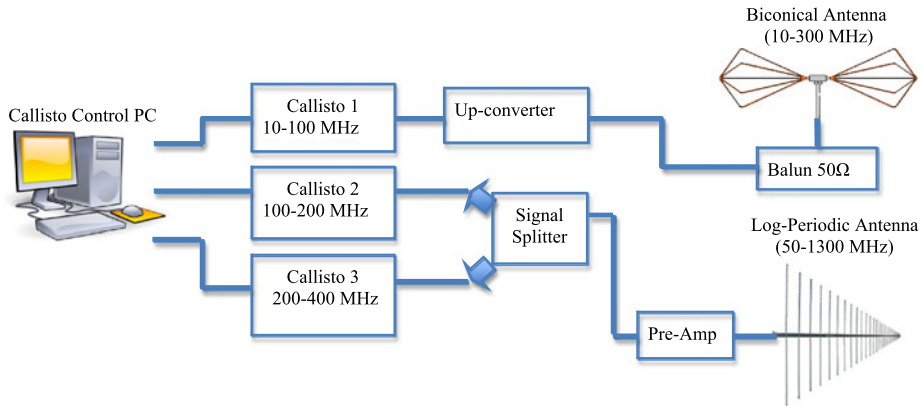 Biconical Antenna
(10-300 MHz)
Callisto Control PC
Callisto 1
10-100 MHz
Up-converter
Balun 50Ω
Callisto 2
100-200 MHz
Signal
Splitter
Log-Periodic Antenna
(50-1300 MHz)
Callisto 3
200-400 MHz
Pre-Amp